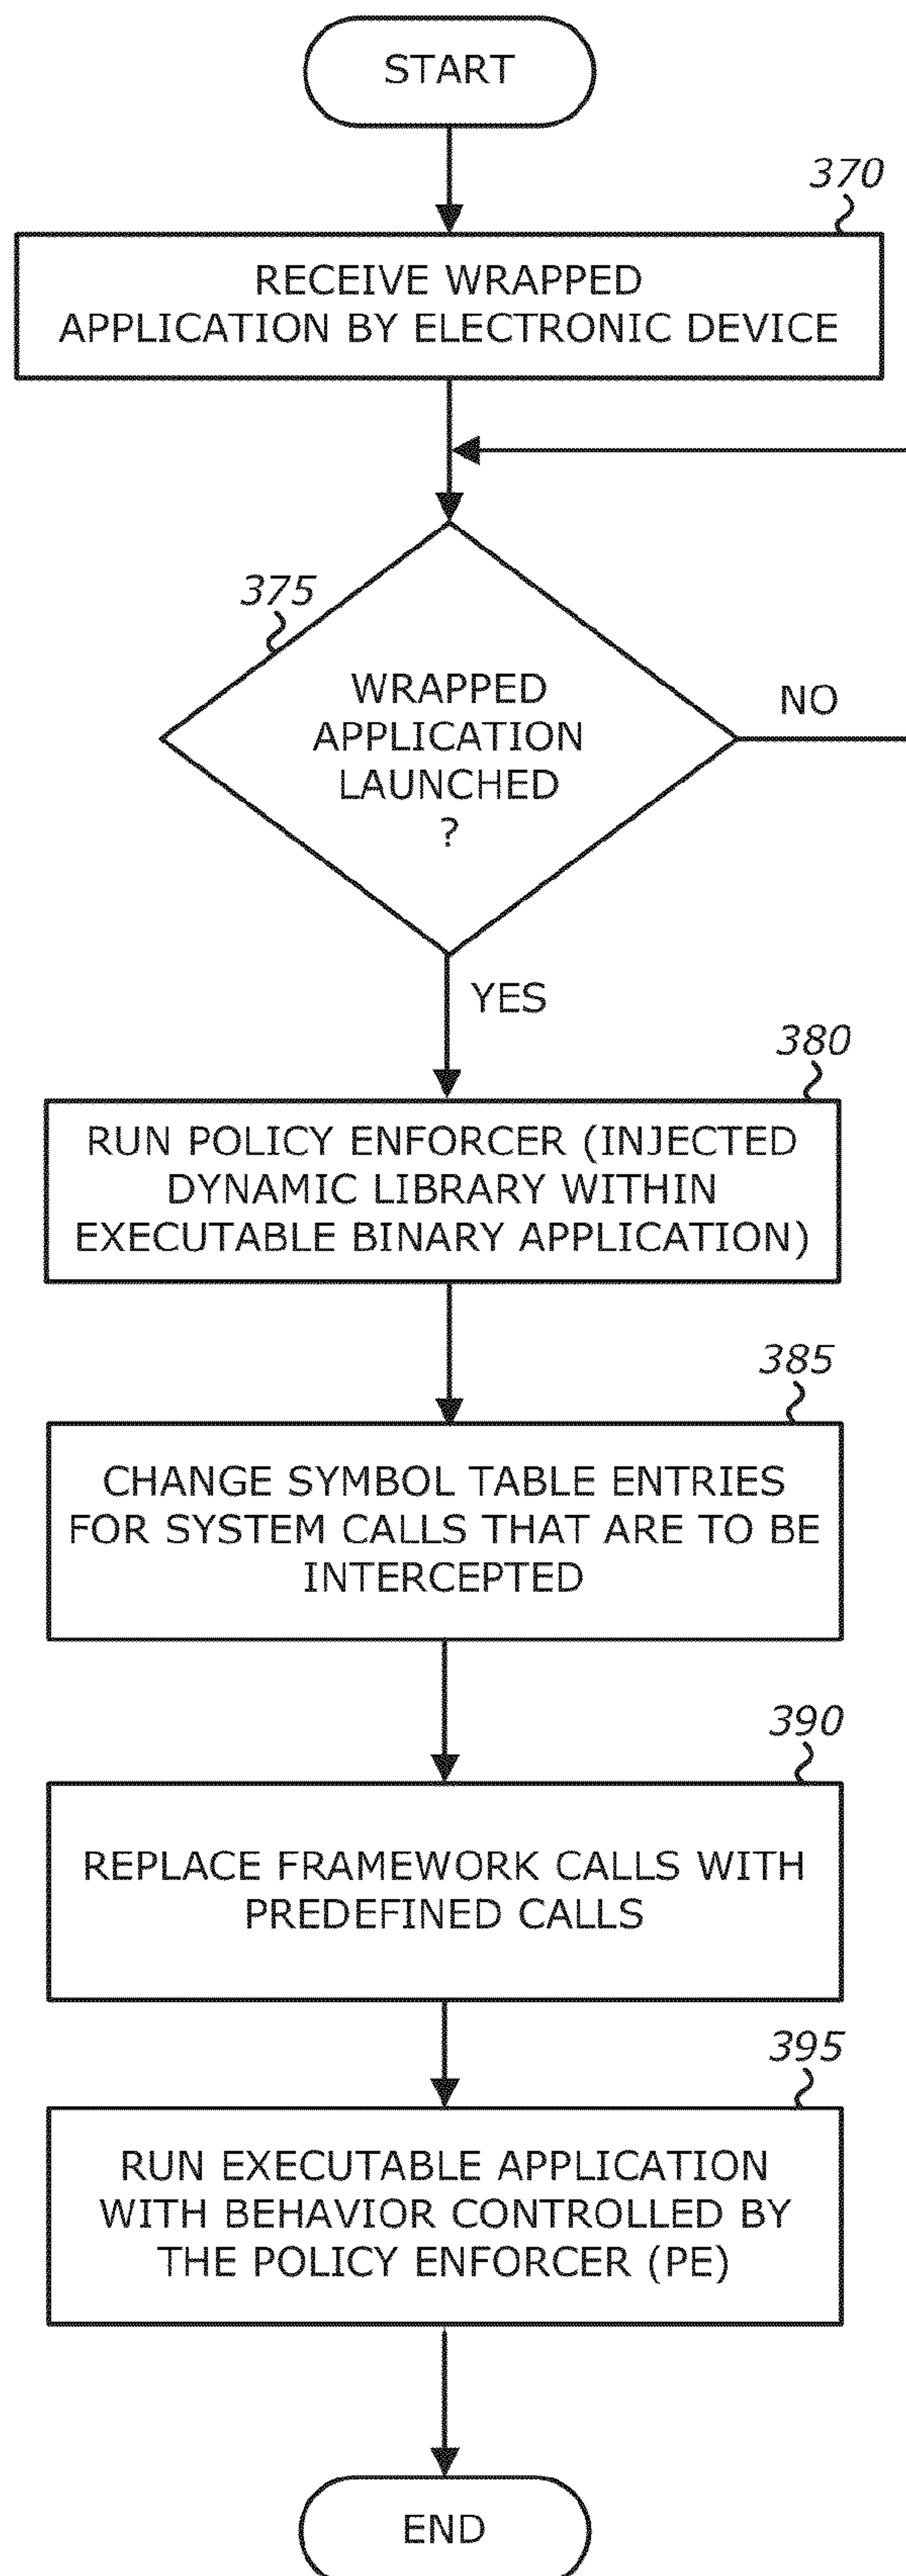 START
370
RECEIVE WRAPPED
APPLICATION BY ELECTRONIC DEVICE
375
WRAPPED
APPLICATION
LAUNCHED
?
NO
YES
380
RUN POLICY ENFORCER (INJECTED
DYNAMIC LIBRARY WITHIN
EXECUTABLE BINARY APPLICATION)
385
CHANGE SYMBOL TABLE ENTRIES
FOR SYSTEM CALLS THAT ARE TO BE
INTERCEPTED
390
REPLACE FRAMEWORK CALLS WITH
PREDEFINED CALLS
395
RUN EXECUTABLE APPLICATION
WITH BEHAVIOR CONTROLLED BY
THE POLICY ENFORCER (PE)
END